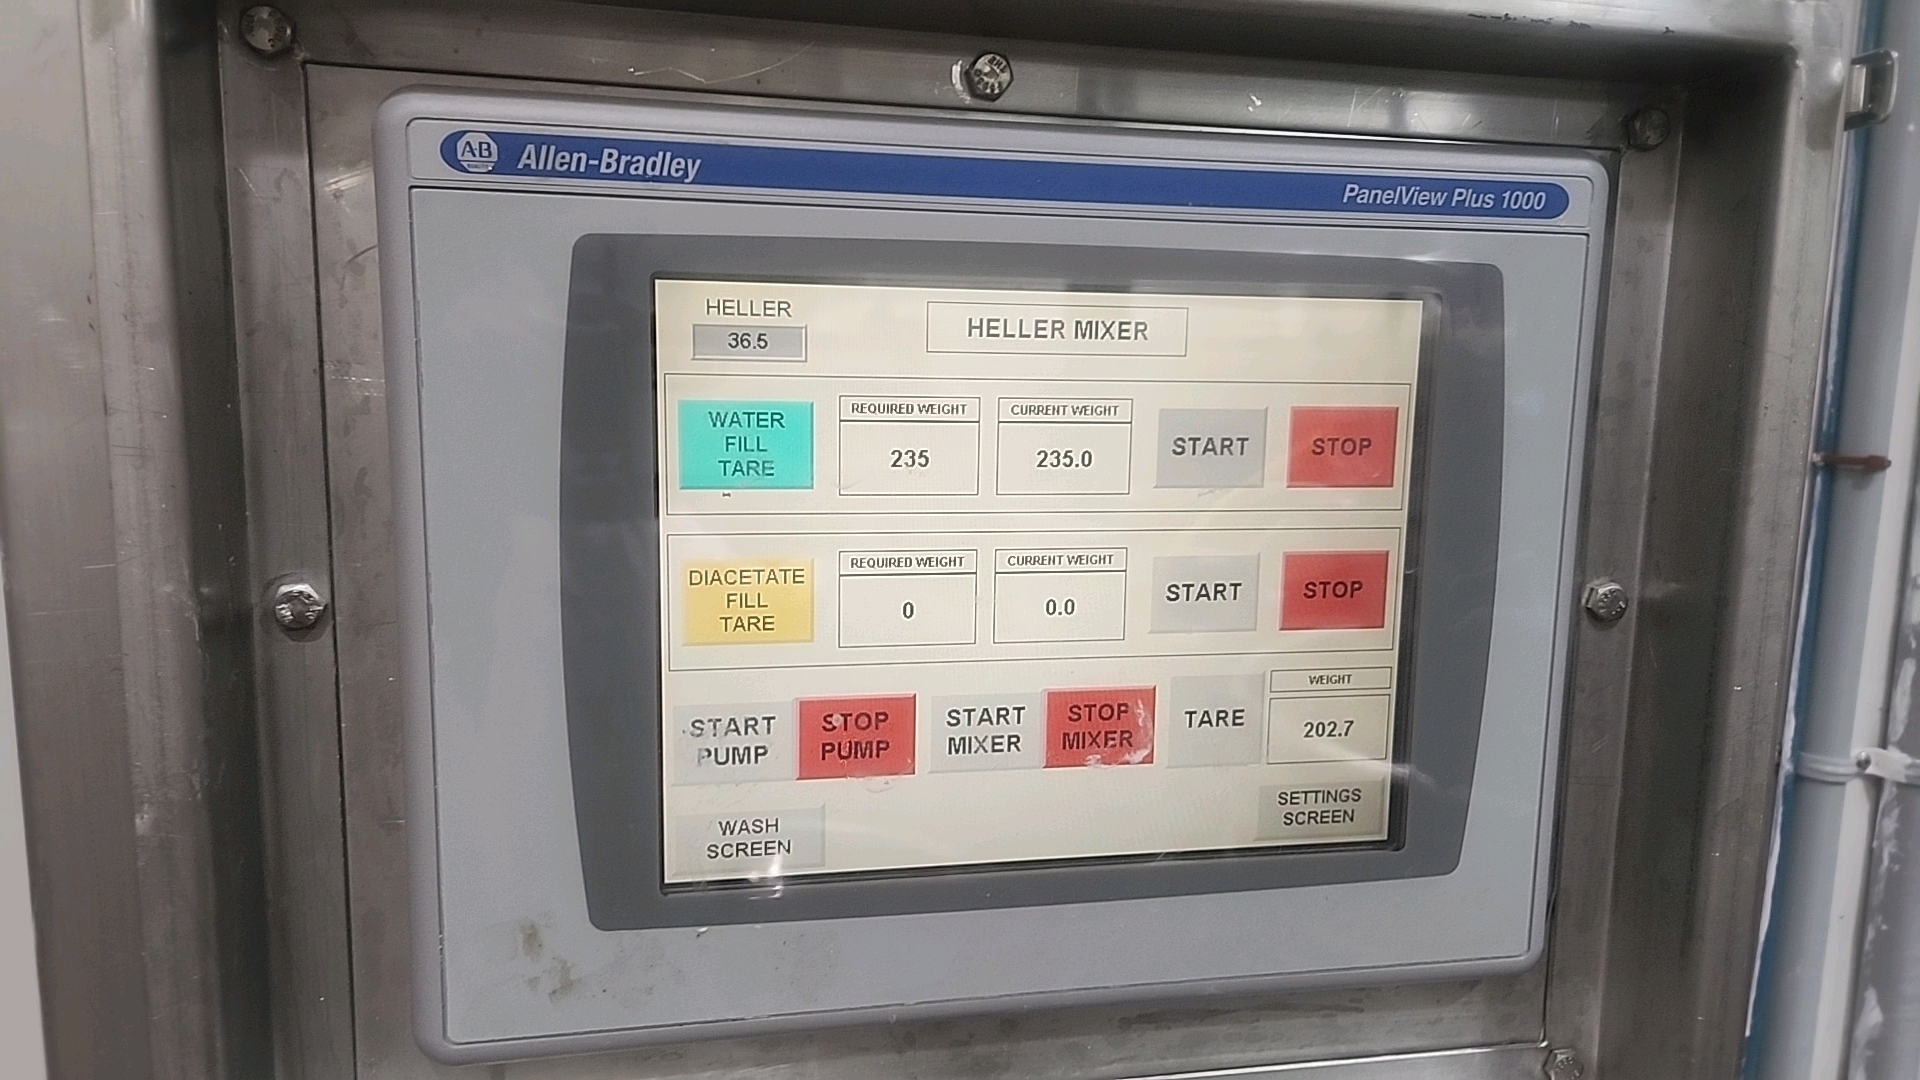 A·B
QUALITY
Allen-Bradley
PanelView Plus 1000
HELLER
36.5
HELLER MIXER
WATER
FILL
TARE
REQUIRED WEIGHT
235
CURRENT WEIGHT
235.0
START
STOP
DIACETATE
FILL
TARE
REQUIRED WEIGHT
0
CURRENT WEIGHT
0.0
START
STOP
START
PUMP
STOP
PUMP
START
MIXER
STOP
MIXER
TARE
WEIGHT
202.7
WASH
SCREEN
SETTINGS
SCREEN